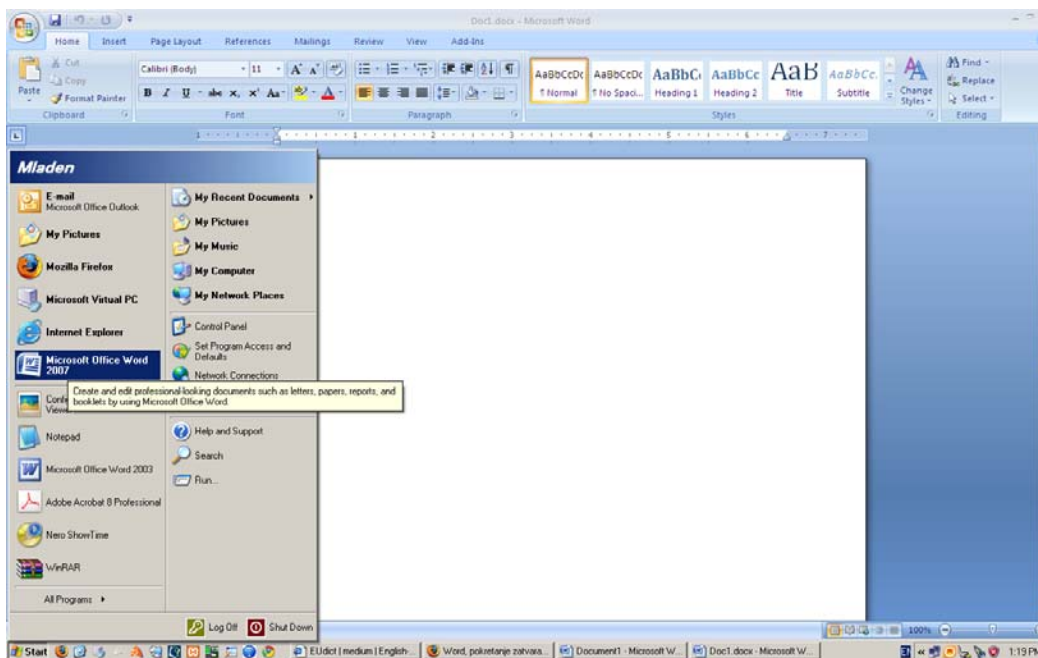 Doc1.docx - Microsoft Word
Home Insert Page Layout References Mailings Review View Add-Ins
Paste
Cut
Copy
Format Painter
Clipboard
Calibri (Body) 11
Font
Paragraph
AaBbCcDc AaBbCcDc AaBbCc AaBbCc AaB AaBbCc.
¶ Normal ¶ No Spaci... Heading 1 Heading 2 Title Subtitle
Change Styles
Styles
Find
Replace
Select
Editing
Mladen
E-mail
Microsoft Office Outlook
My Pictures
Mozilla Firefox
Microsoft Virtual PC
Internet Explorer
Microsoft Office Word
2007
Viewer
Notepad
Microsoft Office Word 2003
Adobe Acrobat 8 Professional
Nero ShowTime
WinRAR
All Programs
My Recent Documents
My Pictures
My Music
My Computer
My Network Places
Control Panel
Set Program Access and
Defaults
Network Connections
Create and edit professional-looking documents such as letters, papers, reports, and
booklets by using Microsoft Office Word.
Help and Support
Search
Run...
Log Off Shut Down
100%
Start EUdict | medium | English-... Word, pokretanje zatvara... Document1 - Microsoft W... Doc1.docx - Microsoft W... 1:19 PM